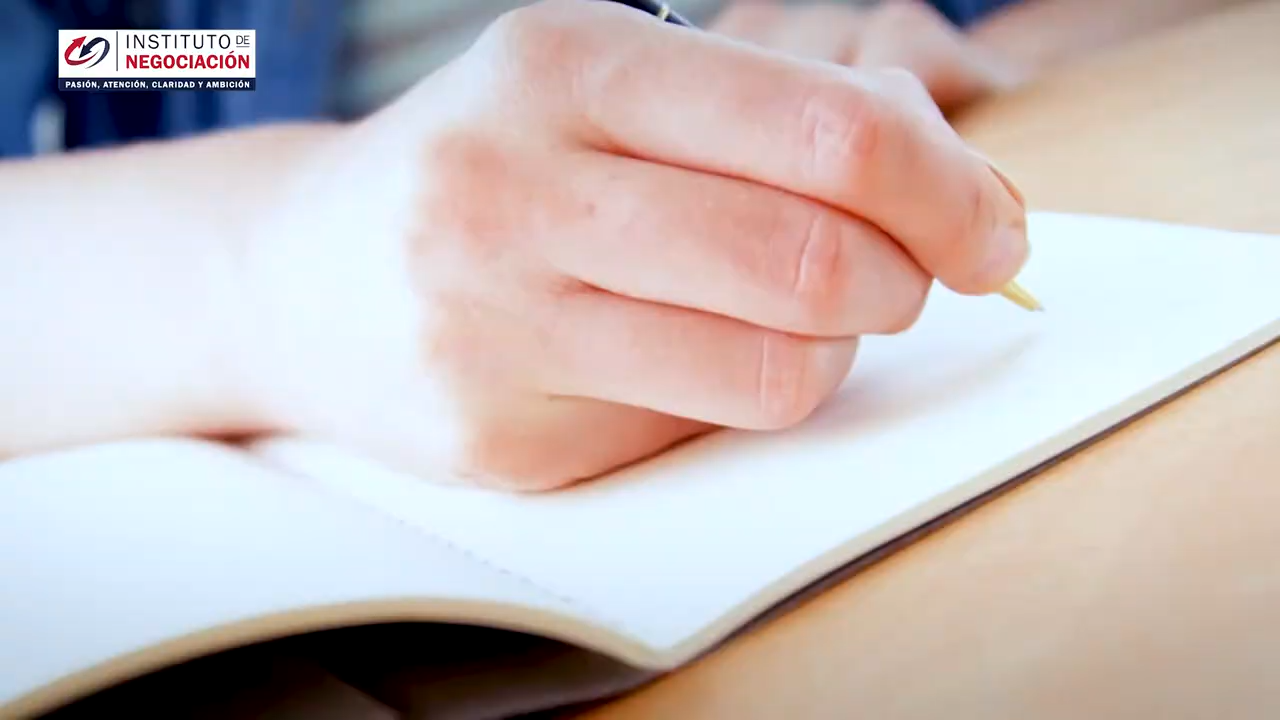 INSTITUTO DE
NEGOCIACIÓN
PASIÓN, ATENCIÓN, CLARIDAD Y AMBICIÓN